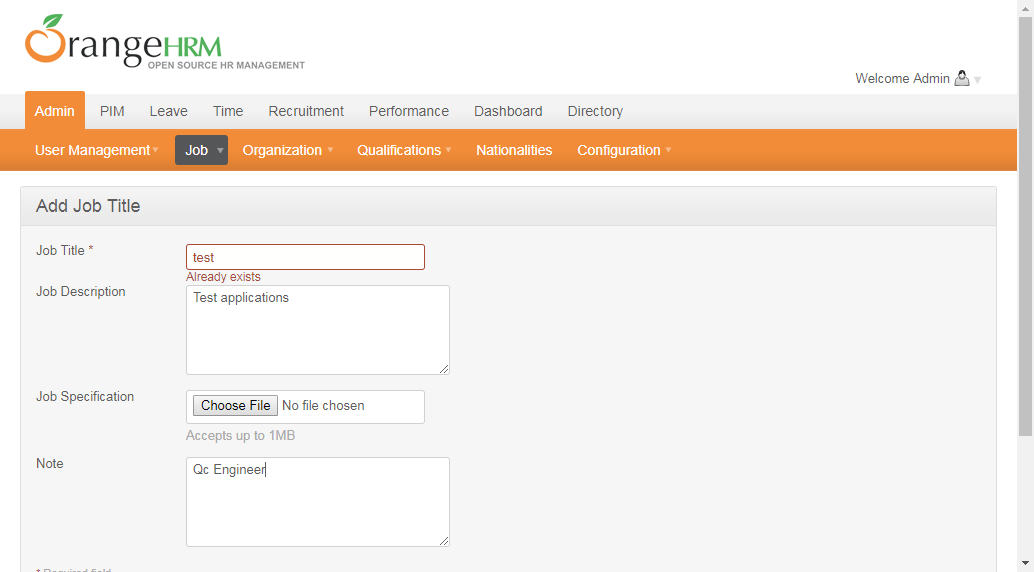 OrangeHRM
OPEN SOURCE HR MANAGEMENT
Welcome Admin
Admin PIM Leave Time Recruitment Performance Dashboard Directory
User Management Job Organization Qualifications Nationalities Configuration
Add Job Title
Job Title * test
Already exists
Job Description Test applications
Job Specification Choose File No file chosen
Accepts up to 1MB
Note Qc Engineer
* Required field